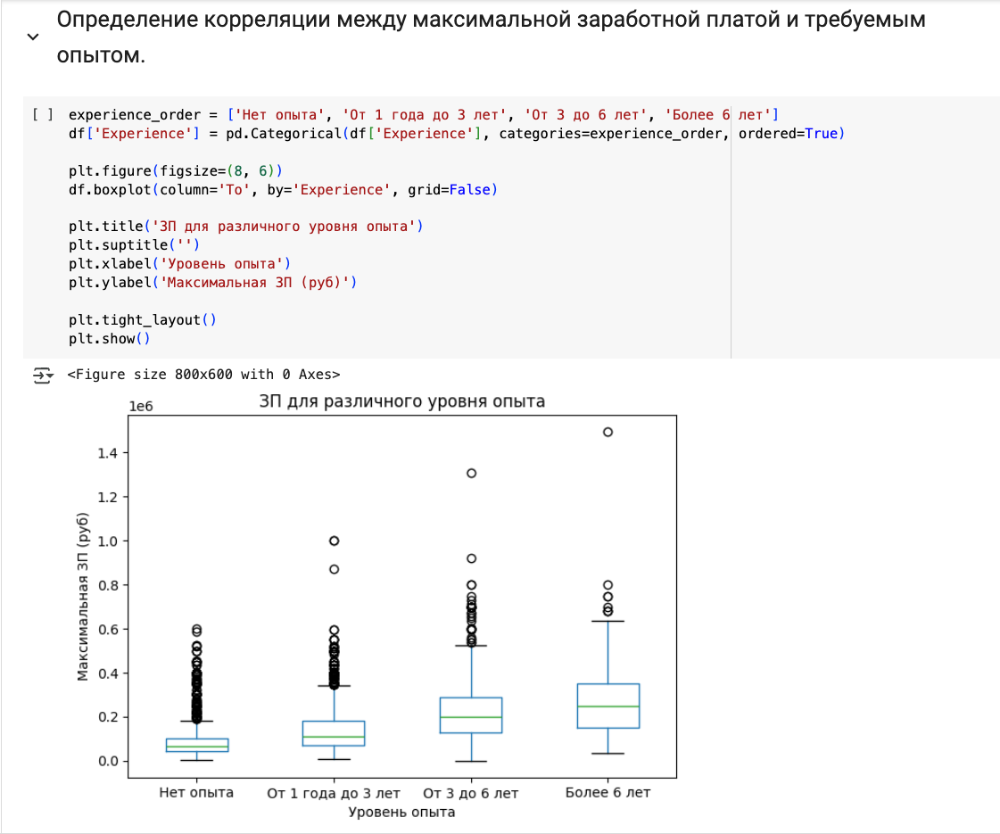 Определение корреляции между максимальной заработной платой и требуемым
опытом.
[ ] experience_order = ['Нет опыта', 'От 1 года до 3 лет', 'От 3 до 6 лет', 'Более 6 лет']
df['Experience'] = pd.Categorical(df['Experience'], categories=experience_order, ordered=True)
plt.figure(figsize=(8, 6))
df.boxplot(column='To', by='Experience', grid=False)
plt.title('ЗП для различного уровня опыта')
plt.suptitle('')
plt.xlabel('Уровень опыта')
plt.ylabel('Максимальная ЗП (руб)')
plt.tight_layout()
plt.show()
<Figure size 800x600 with 0 Axes>
ЗП для различного уровня опыта
1e6
1.4
1.2
1.0
0.8
0.6
0.4
0.2
0.0
Максимальная ЗП (руб)
Нет опыта От 1 года до 3 лет От 3 до 6 лет Более 6 лет
Уровень опыта